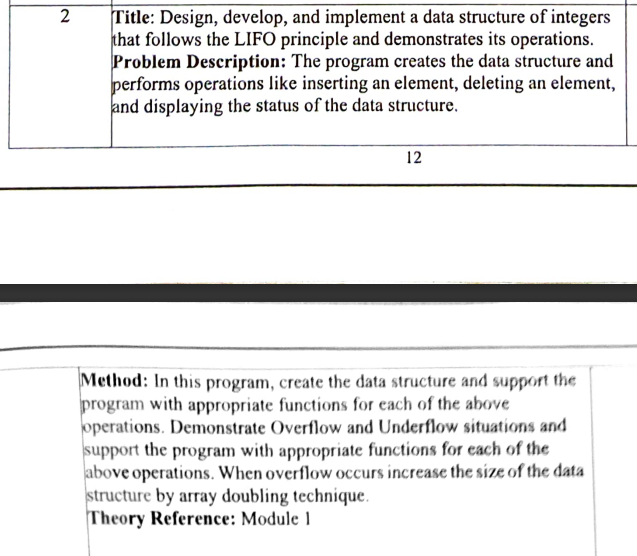 2
Title: Design, develop, and implement a data structure of integers
that follows the LIFO principle and demonstrates its operations.
Problem Description: The program creates the data structure and
performs operations like inserting an element, deleting an element,
and displaying the status of the data structure.
12
Method: In this program, create the data structure and support the
program with appropriate functions for each of the above
operations. Demonstrate Overflow and Underflow situations and
support the program with appropriate functions for each of the
above operations. When overflow occurs increase the size of the data
structure by array doubling technique.
Theory Reference: Module 1